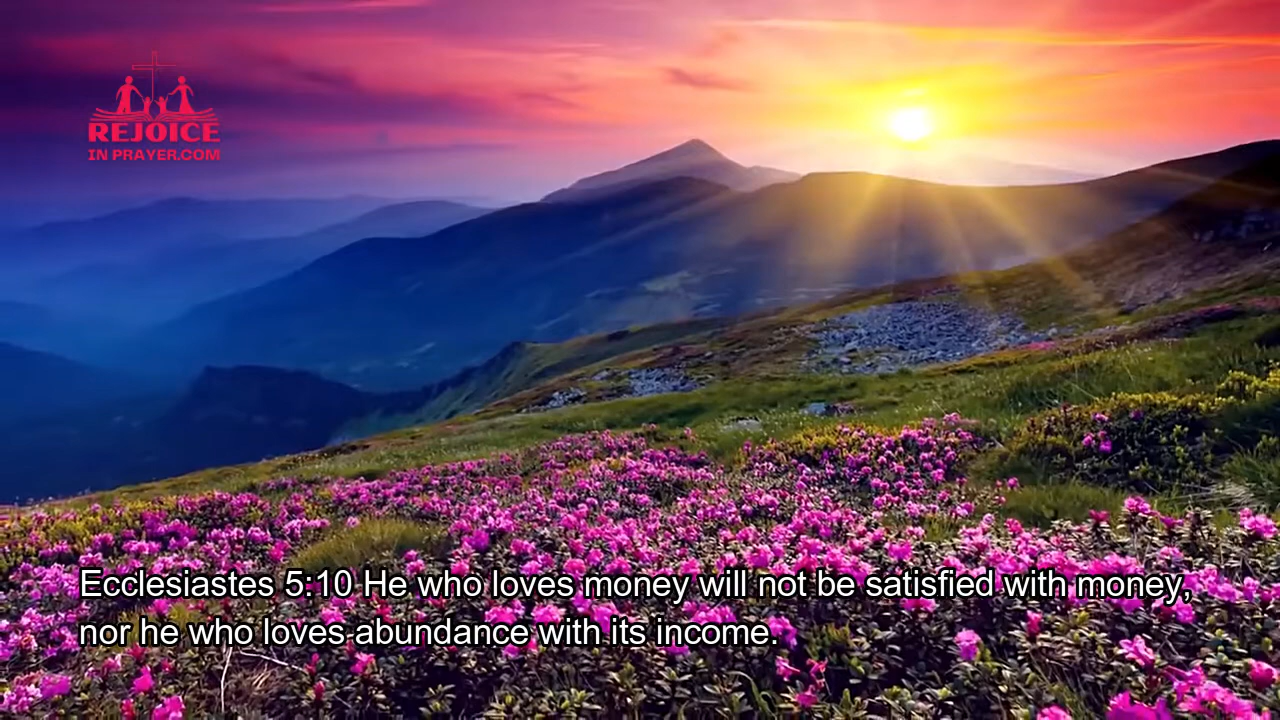 REJOICE
IN PRAYER.COM
Ecclesiastes 5:10 He who loves money will not be satisfied with money,
nor he who loves abundance with its income.